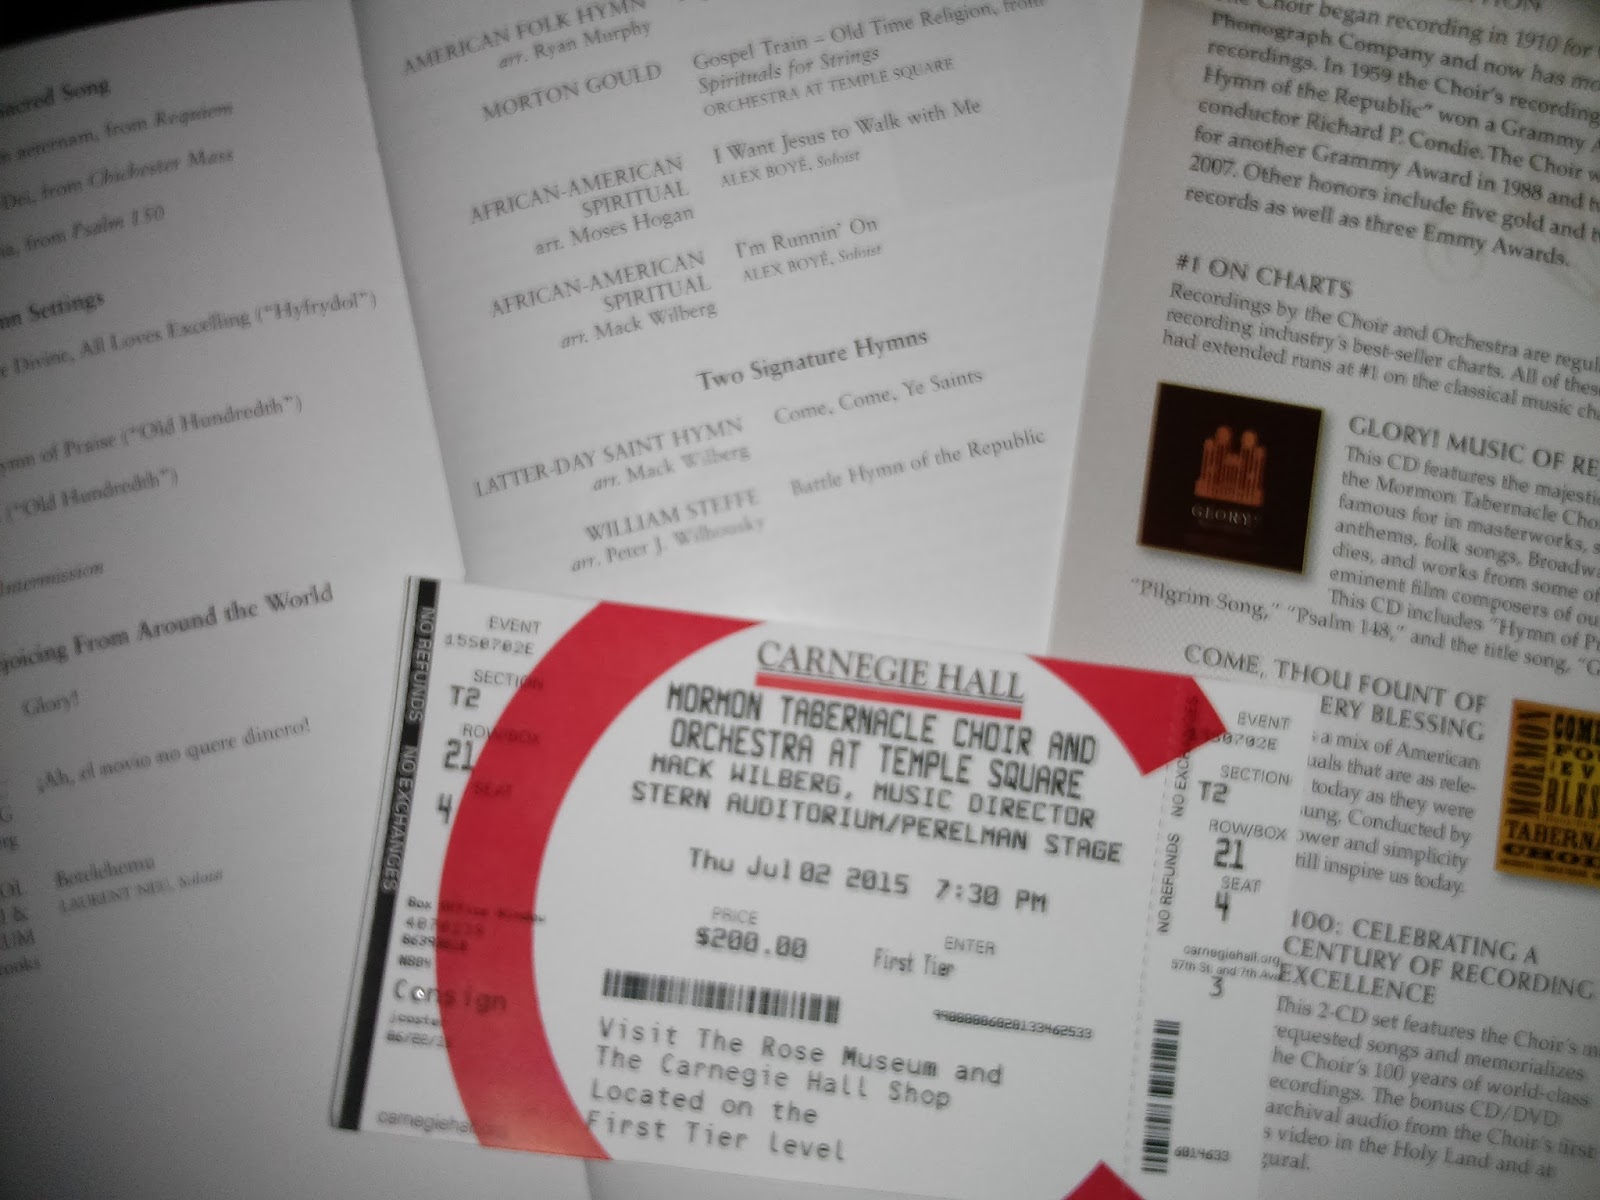 Sacred Song
aeternam, from Requiem
Dei, from Chichester Mass
from Psalm 150
Settings
Divine, All Loves Excelling ("Hyfrydol")
of Praise ("Old Hundredth")
("Old Hundredth")
Intermission
From Around the World
Glory!
¡Ah, el novio no quere dinero!
Betelehemu
Soloist
AMERICAN FOLK HYMN
arr. Ryan Murphy
MORTON GOULD
Gospel Train – Old Time Religion, from
Spirituals for Strings
ORCHESTRA AT TEMPLE SQUARE
AFRICAN-AMERICAN
SPIRITUAL
arr. Moses Hogan
I Want Jesus to Walk with Me
ALEX BOYÉ, Soloist
AFRICAN-AMERICAN
SPIRITUAL
arr. Mack Wilberg
I'm Runnin' On
ALEX BOYÉ, Soloist
Two Signature Hymns
LATTER-DAY SAINT HYMN
arr. Mack Wilberg
Come, Come, Ye Saints
WILLIAM STEFFE
arr. Peter J. Wilhousky
Battle Hymn of the Republic
The Choir began recording in 1910 for
Phonograph Company and now has
recordings. In 1959 the Choir's recording
Hymn of the Republic" won a Grammy
conductor Richard P. Condie. The Choir
for another Grammy Award in 1988 and
2007. Other honors include five gold and
records as well as three Emmy Awards.
#1 ON CHARTS
Recordings by the Choir and Orchestra are
recording industry's best-seller charts. All of
had extended runs at #1 on the classical music
GLORY
GLORY! MUSIC OF
This CD features the
the Mormon Tabernacle
famous for in masterworks,
anthems, folk songs,
dies, and works from some of
eminent film composers of
This CD includes "Hymn of
"Pilgrim Song," "Psalm 148," and the title song,
COME, THOU FOUNT OF
ERY BLESSING
a mix of American
that are as
today as they were
Conducted by
and simplicity
still inspire us today.
MORMON
100: CELEBRATING A
CENTURY OF RECORDING
EXCELLENCE
This 2-CD set features the Choir's
requested songs and memorializes
the Choir's 100 years of world-class
recordings. The bonus CD/DVD
archival audio from the Choir's first
video in the Holy Land and at
NO REFUNDS NO EXCHANGES
EVENT
15S0702E
SECTION
T2
ROW/BOX
21
SEAT
4
Consign
carnegiehall.org
CARNEGIE HALL
MORMON TABERNACLE CHOIR AND
ORCHESTRA AT TEMPLE SQUARE
MACK WILBERG, MUSIC DIRECTOR
STERN AUDITORIUM/PERELMAN STAGE
Thu Jul 02 2015 7:30 PM
PRICE
$200.00
ENTER
First Tier
Visit The Rose Museum and
The Carnegie Hall Shop
Located on the
First Tier level
NO REFUNDS NO EXCHANGES
EVENT
SECTION
T2
ROW/BOX
21
SEAT
4
carnegiehall.org
57th St. and 7th Ave
3
6014633